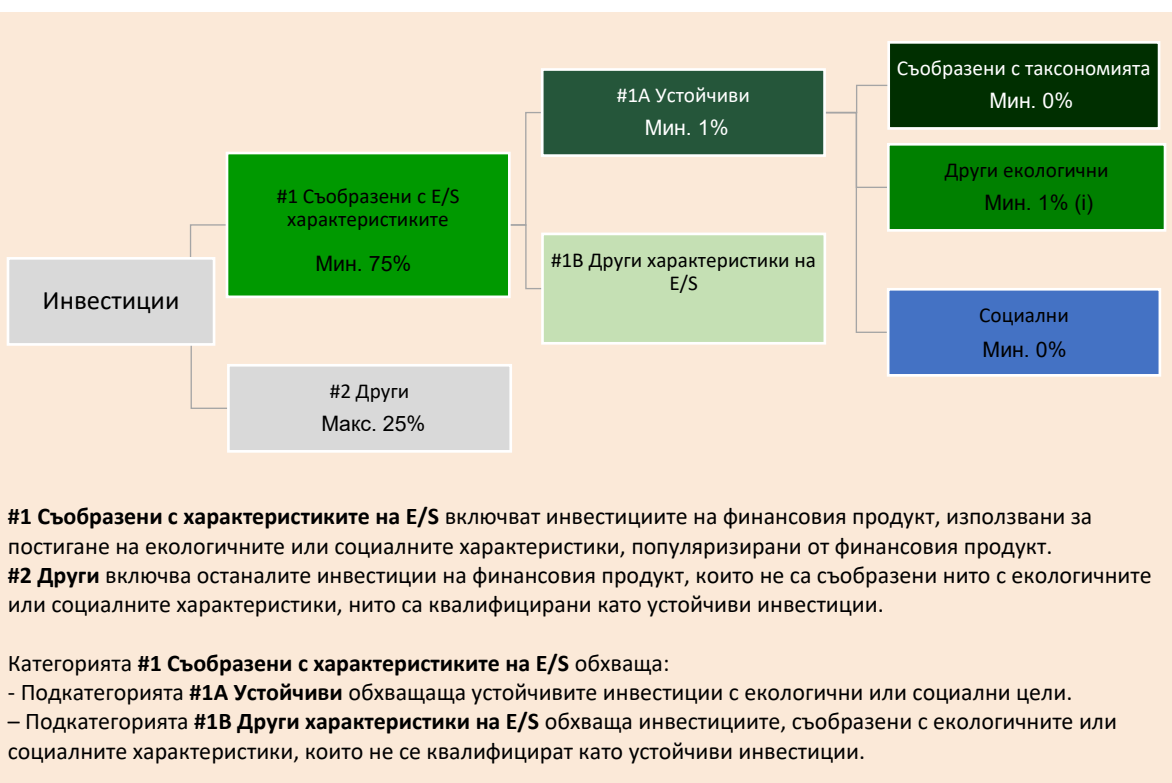 Инвестиции
#1 Съобразени с E/S
характеристиките
Мин. 75%
#2 Други
Макс. 25%
#1A Устойчиви
Мин. 1%
#1B Други характеристики на
E/S
Съобразени с таксономията
Мин. 0%
Други екологични
Мин. 1% (i)
Социални
Мин. 0%
#1 Съобразени с характеристиките на E/S включват инвестициите на финансовия продукт, използвани за
постигане на екологичните или социалните характеристики, популяризирани от финансовия продукт.
#2 Други включва останалите инвестиции на финансовия продукт, които не са съобразени нито с екологичните
или социалните характеристики, нито са квалифицирани като устойчиви инвестиции.
Категорията #1 Съобразени с характеристиките на E/S обхваща:
- Подкатегорията #1A Устойчиви обхващаща устойчивите инвестиции с екологични или социални цели.
– Подкатегорията #1B Други характеристики на E/S обхваща инвестициите, съобразени с екологичните или
социалните характеристики, които не се квалифицират като устойчиви инвестиции.